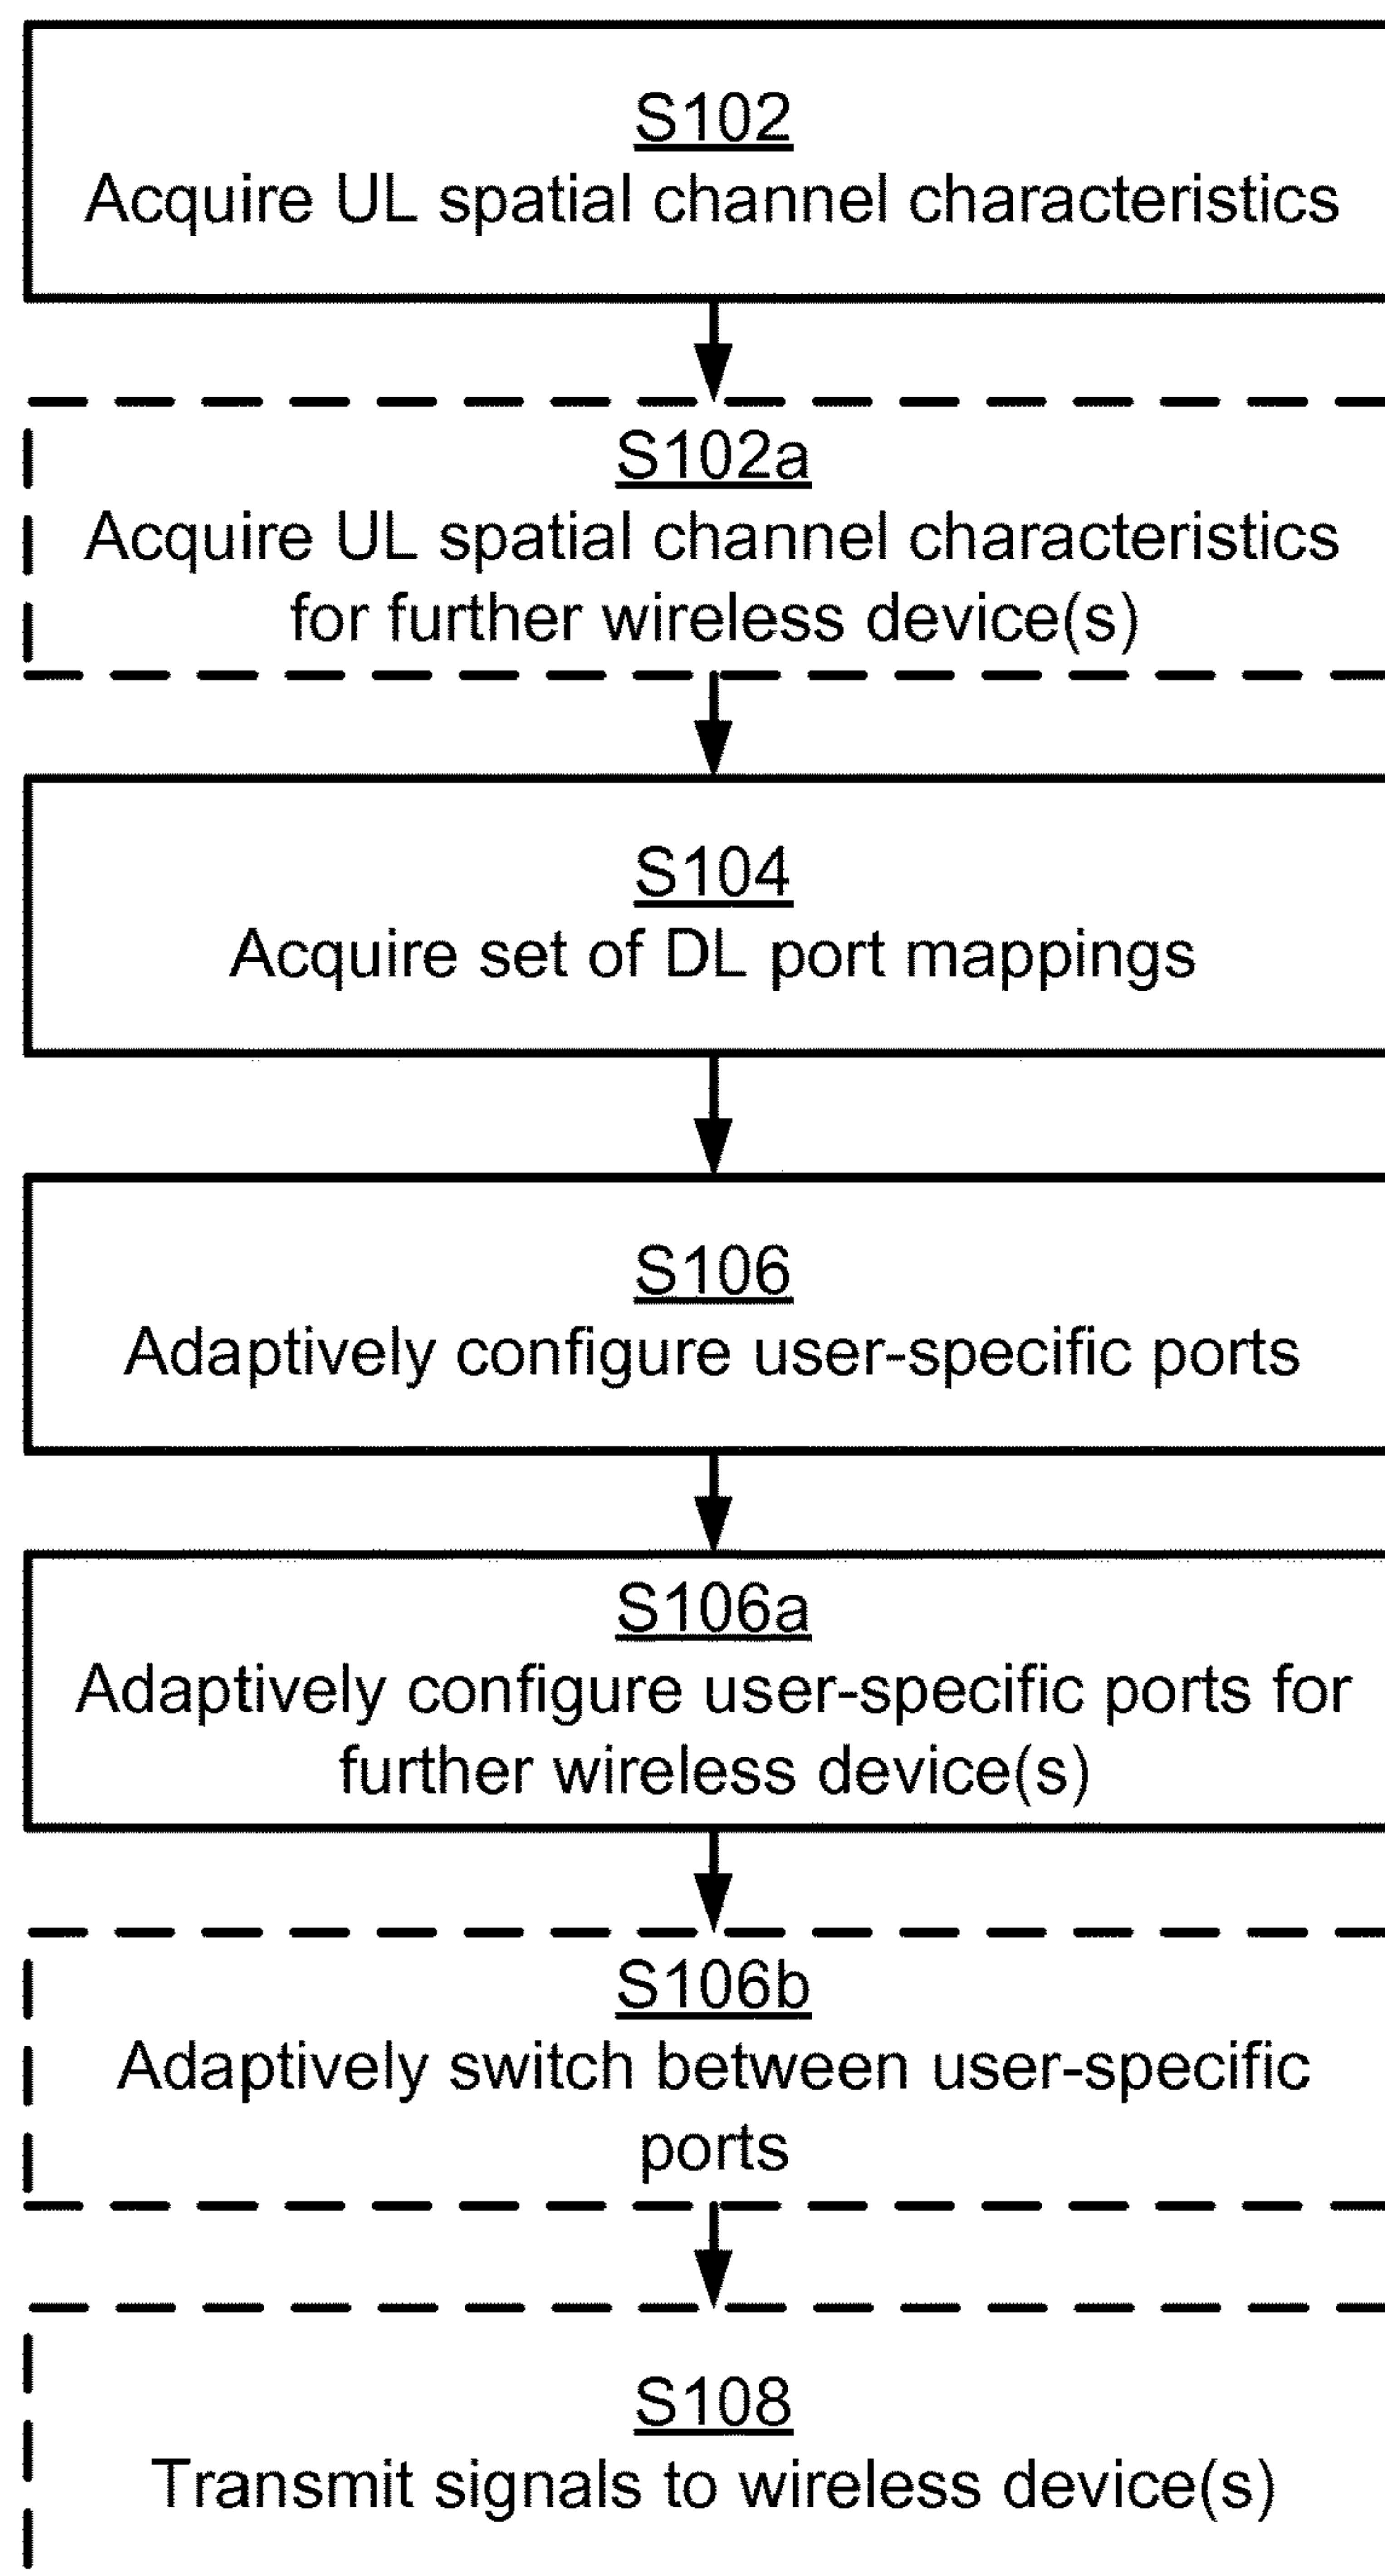 S102
Acquire UL spatial channel characteristics
S102a
Acquire UL spatial channel characteristics
for further wireless device(s)
S104
Acquire set of DL port mappings
S106
Adaptively configure user-specific ports
S106a
Adaptively configure user-specific ports for
further wireless device(s)
S106b
Adaptively switch between user-specific
ports
S108
Transmit signals to wireless device(s)